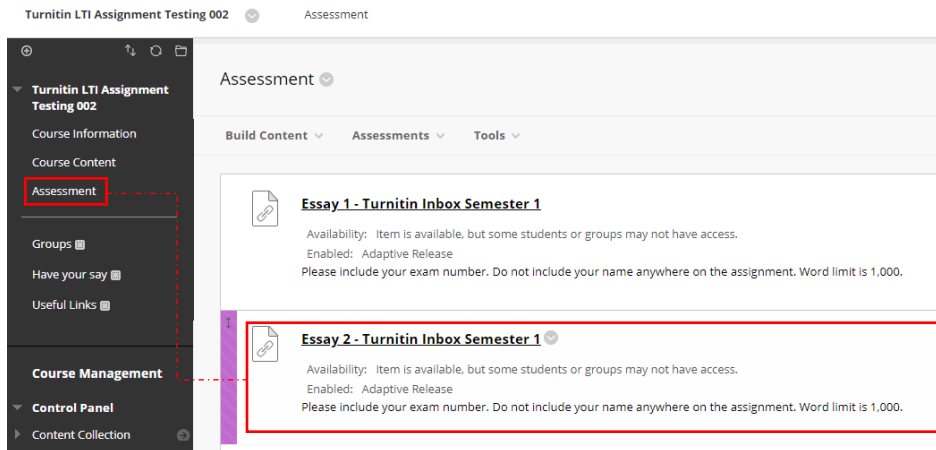 Turnitin LTI Assignment Testing 002 Assessment
Turnitin LTI Assignment
Testing 002
Course Information
Course Content
Assessment
Groups
Have your say
Useful Links
Course Management
Control Panel
Content Collection
Assessment
Build Content Assessments Tools
Essay 1 - Turnitin Inbox Semester 1
Availability: Item is available, but some students or groups may not have access.
Enabled: Adaptive Release
Please include your exam number. Do not include your name anywhere on the assignment. Word limit is 1,000.
Essay 2 - Turnitin Inbox Semester 1
Availability: Item is available, but some students or groups may not have access.
Enabled: Adaptive Release
Please include your exam number. Do not include your name anywhere on the assignment. Word limit is 1,000.